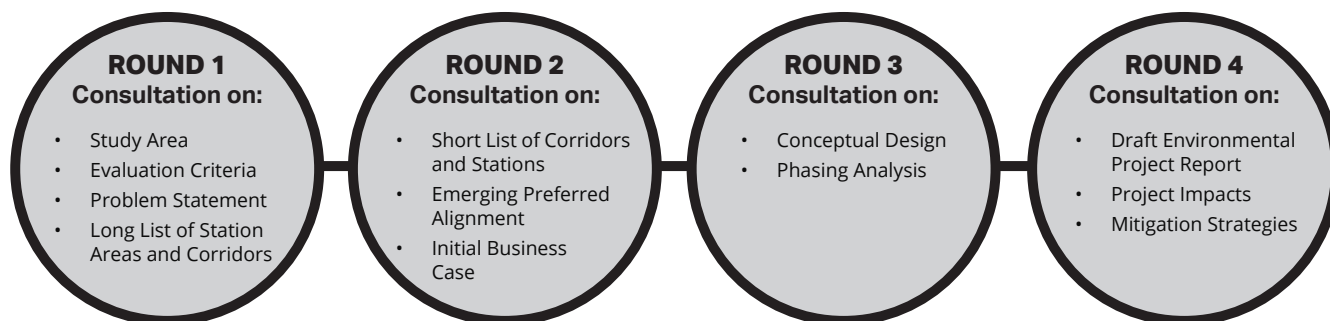 ROUND 1
Consultation on:
• Study Area
• Evaluation Criteria
• Problem Statement
• Long List of Station
Areas and Corridors
ROUND 2
Consultation on:
• Short List of Corridors
and Stations
• Emerging Preferred
Alignment
• Initial Business
Case
ROUND 3
Consultation on:
• Conceptual Design
• Phasing Analysis
ROUND 4
Consultation on:
• Draft Environmental
Project Report
• Project Impacts
• Mitigation Strategies